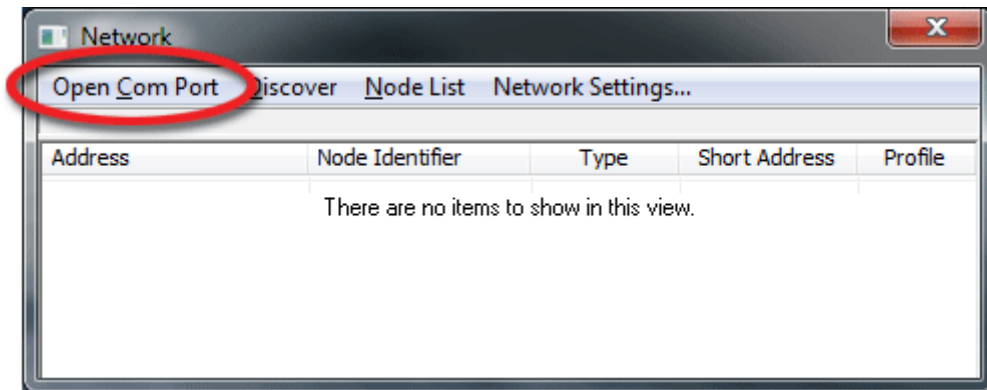 Network
Open Com Port Discover Node List Network Settings...
Address Node Identifier Type Short Address Profile
There are no items to show in this view.